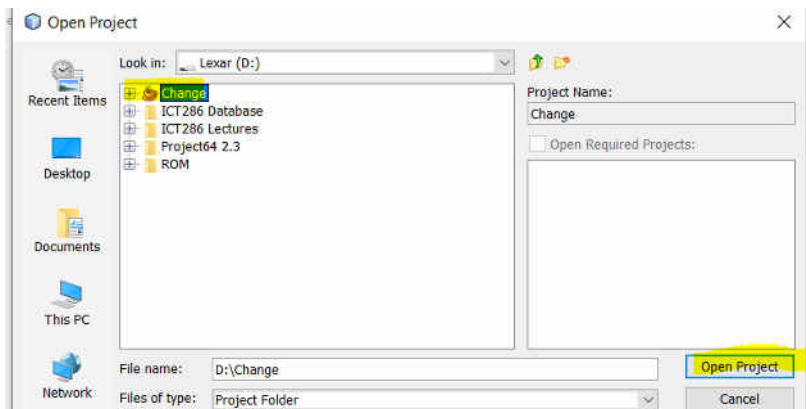 Open Project
Look in: Lexar (D:)
Recent Items
Desktop
Documents
This PC
Network
Change
ICT286 Database
ICT286 Lectures
Project64 2.3
ROM
Project Name:
Change
Open Required Projects:
File name: D:\Change
Open Project
Files of type: Project Folder
Cancel